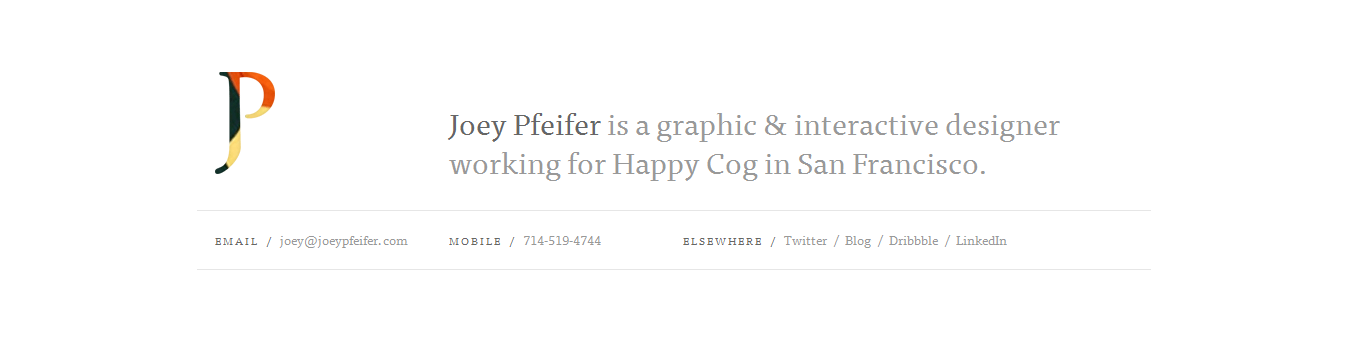 JP
Joey Pfeifer is a graphic & interactive designer
working for Happy Cog in San Francisco.
EMAIL / joey@joeypfeifer.com MOBILE / 714-519-4744 ELSEWHERE / Twitter / Blog / Dribbble / LinkedIn